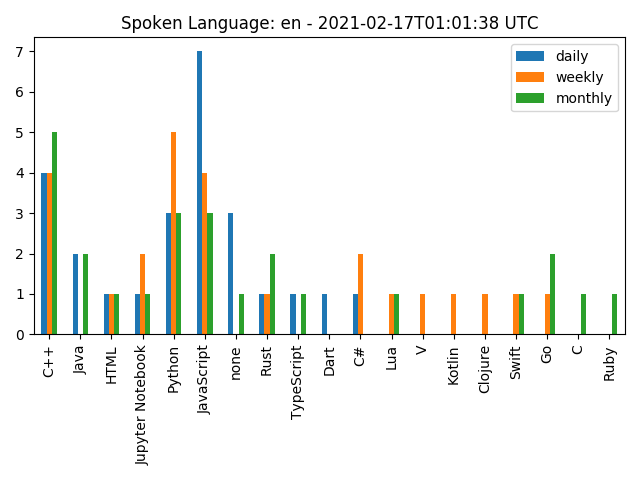 Spoken Language: en - 2021-02-17T01:01:38 UTC
daily
weekly
monthly
7
6
5
4
3
2
1
0
C++
Java
HTML
Jupyter Notebook
Python
JavaScript
none
Rust
TypeScript
Dart
C#
Lua
V
Kotlin
Clojure
Swift
Go
C
Ruby